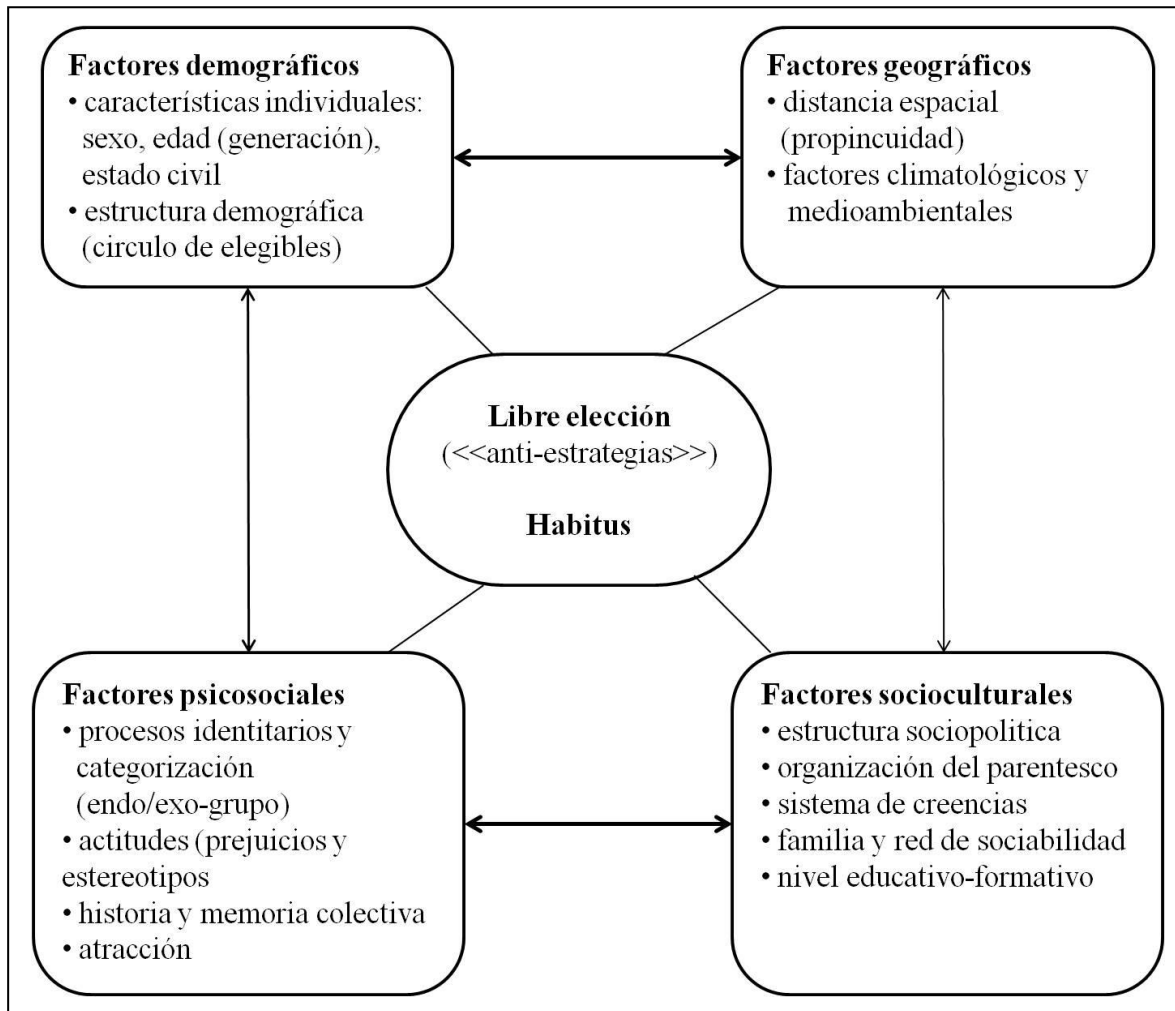 Factores demográficos
• características individuales:
sexo, edad (generación),
estado civil
• estructura demográfica
(circulo de elegibles)
Factores geográficos
• distancia espacial
(propincuidad)
• factores climatológicos y
medioambientales
Libre elección
(<<anti-estrategias>>)
Habitus
Factores psicosociales
• procesos identitarios y
categorización
(endo/exo-grupo)
• actitudes (prejuicios y
estereotipos
• historia y memoria colectiva
• atracción
Factores socioculturales
• estructura sociopolitica
• organización del parentesco
• sistema de creencias
• familia y red de sociabilidad
• nivel educativo-formativo